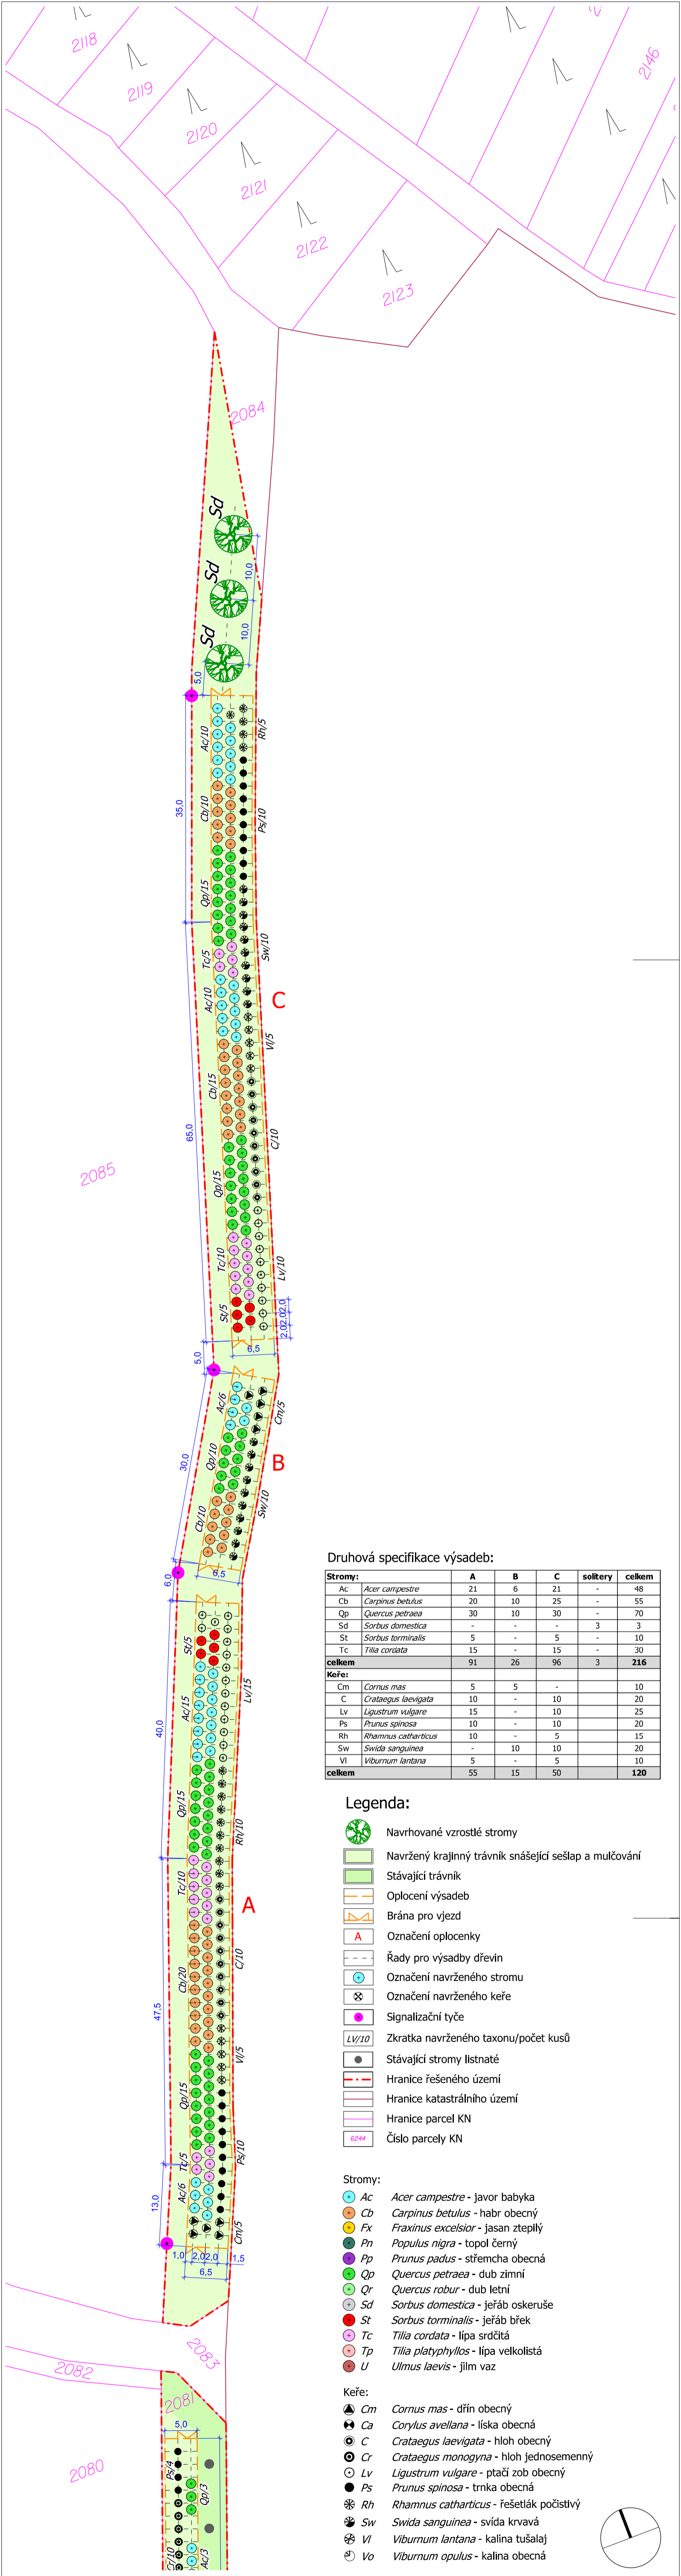 2118
2119
2146
2120
2121
2122
2123
2084
Sd
10,0
Sd
10,0
Sd
5,0
Ac/10
Rh/5
35,0
Cb/10
Ps/10
Qp/15
Sw/10
Tc/5
Ac/10
C
Vl/5
Cb/15
65,0
C/10
2085
Qp/15
Tc/10
Lv/10
St/5
2,0
2,0
2,0
6,5
5,0
Ac/6
Cm/5
Qp/10
B
30,0
Sw/10
Cb/10
6,5
6,0
St/5
Lv/15
Ac/15
40,0
Qp/15
Rh/10
Tc/10
A
C/10
Cb/20
47,5
Vl/5
Qp/15
Ps/10
Tc/5
Ac/6
13,0
Cm/5
1,0 2,0 2,0 1,5
6,5
2083
2082
2081
5,0
2080
Ps/4
Qp/3
Cr/10
Ac/3
Druhová specifikace výsadeb:
Stromy: A B C solitery celkem
Ac Acer campestre 21 6 21 - 48
Cb Carpinus betulus 20 10 25 - 55
Qp Quercus petraea 30 10 30 - 70
Sd Sorbus domestica - - - 3 3
St Sorbus torminalis 5 - 5 - 10
Tc Tilia cordata 15 - 15 - 30
celkem 91 26 96 3 216
Keře:
Cm Cornus mas 5 5 - 10
C Crataegus laevigata 10 - 10 20
Lv Ligustrum vulgare 15 - 10 25
Ps Prunus spinosa 10 - 10 20
Rh Rhamnus catharticus 10 - 5 15
Sw Swida sanguinea - 10 10 20
Vl Viburnum lantana 5 - 5 10
celkem 55 15 50 120
Legenda:
Navrhované vzrostlé stromy
Navržený krajinný trávník snášející sešlap a mulčování
Stávající trávník
Oplocení výsadeb
Brána pro vjezd
A Označení oplocenky
Řady pro výsadby dřevin
Označení navrženého stromu
Označení navrženého keře
Signalizační tyče
LV/10 Zkratka navrženého taxonu/počet kusů
Stávající stromy listnaté
Hranice řešeného území
Hranice katastrálního území
Hranice parcel KN
6244 Číslo parcely KN
Stromy:
Ac Acer campestre - javor babyka
Cb Carpinus betulus - habr obecný
Fx Fraxinus excelsior - jasan ztepilý
Pn Populus nigra - topol černý
Pp Prunus padus - střemcha obecná
Qp Quercus petraea - dub zimní
Qr Quercus robur - dub letní
Sd Sorbus domestica - jeřáb oskeruše
St Sorbus torminalis - jeřáb břek
Tc Tilia cordata - lípa srdčitá
Tp Tilia platyphyllos - lípa velkolistá
U Ulmus laevis - jilm vaz
Keře:
Cm Cornus mas - dřín obecný
Ca Corylus avellana - líska obecná
C Crataegus laevigata - hloh obecný
Cr Crataegus monogyna - hloh jednosemenný
Lv Ligustrum vulgare - ptačí zob obecný
Ps Prunus spinosa - trnka obecná
Rh Rhamnus catharticus - řešetlák počistivý
Sw Swida sanguinea - svída krvavá
Vl Viburnum lantana - kalina tušalaj
Vo Viburnum opulus - kalina obecná